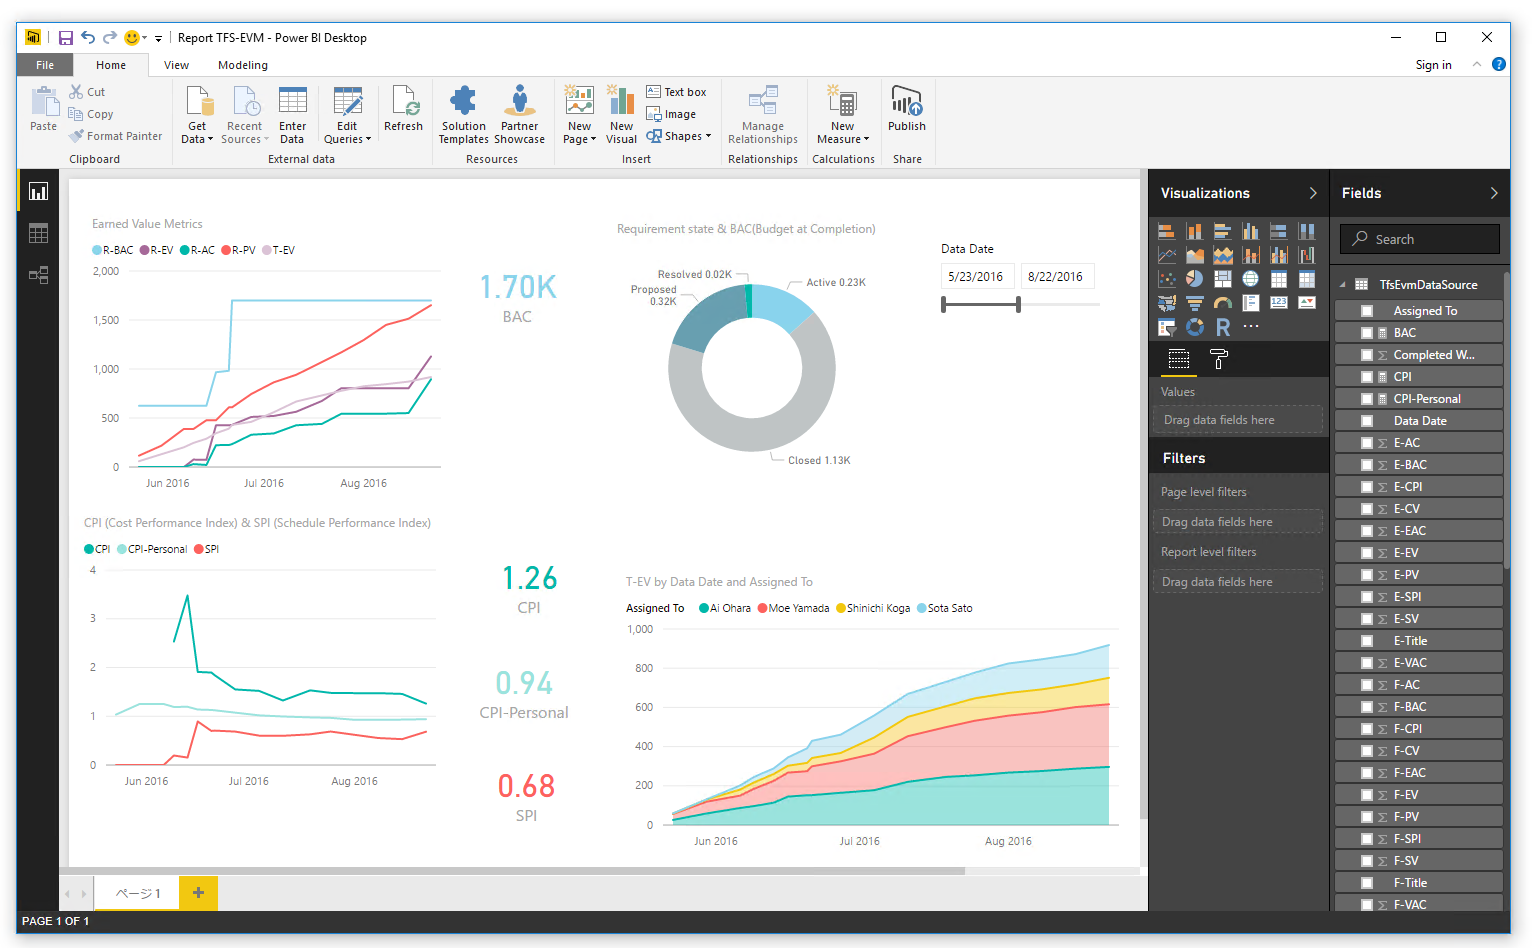 Report TFS-EVM - Power BI Desktop
File
Home
View
Modeling
Sign in
?
Paste
Cut
Copy
Format Painter
Clipboard
Get Data
Recent Sources
Enter Data
Edit Queries
External data
Refresh
Solution Templates
Partner Showcase
Resources
New Page
New Visual
Text box
Image
Shapes
Insert
Manage Relationships
Relationships
New Measure
Calculations
Publish
Share
Earned Value Metrics
R-BAC R-EV R-AC R-PV T-EV
2,000
1,500
1,000
500
0
Jun 2016 Jul 2016 Aug 2016
1.70K
BAC
Requirement state & BAC(Budget at Completion)
Resolved 0.02K
Proposed 0.32K
Active 0.23K
Closed 1.13K
Data Date
5/23/2016 8/22/2016
CPI (Cost Performance Index) & SPI (Schedule Performance Index)
CPI CPI-Personal SPI
4
3
2
1
0
Jun 2016 Jul 2016 Aug 2016
1.26
CPI
0.94
CPI-Personal
0.68
SPI
T-EV by Data Date and Assigned To
Assigned To Ai Ohara Moe Yamada Shinichi Koga Sota Sato
1,000
800
600
400
200
0
Jun 2016 Jul 2016 Aug 2016
Visualizations
123
R
Values
Drag data fields here
Filters
Page level filters
Drag data fields here
Report level filters
Drag data fields here
Fields
Search
TfsEvmDataSource
Assigned To
BAC
Σ Completed W...
CPI
CPI-Personal
Data Date
Σ E-AC
Σ E-BAC
Σ E-CPI
Σ E-CV
Σ E-EAC
Σ E-EV
Σ E-PV
Σ E-SPI
Σ E-SV
E-Title
Σ E-VAC
Σ F-AC
Σ F-BAC
Σ F-CPI
Σ F-CV
Σ F-EAC
Σ F-EV
Σ F-PV
Σ F-SPI
Σ F-SV
F-Title
Σ F-VAC
ページ 1
+
PAGE 1 OF 1